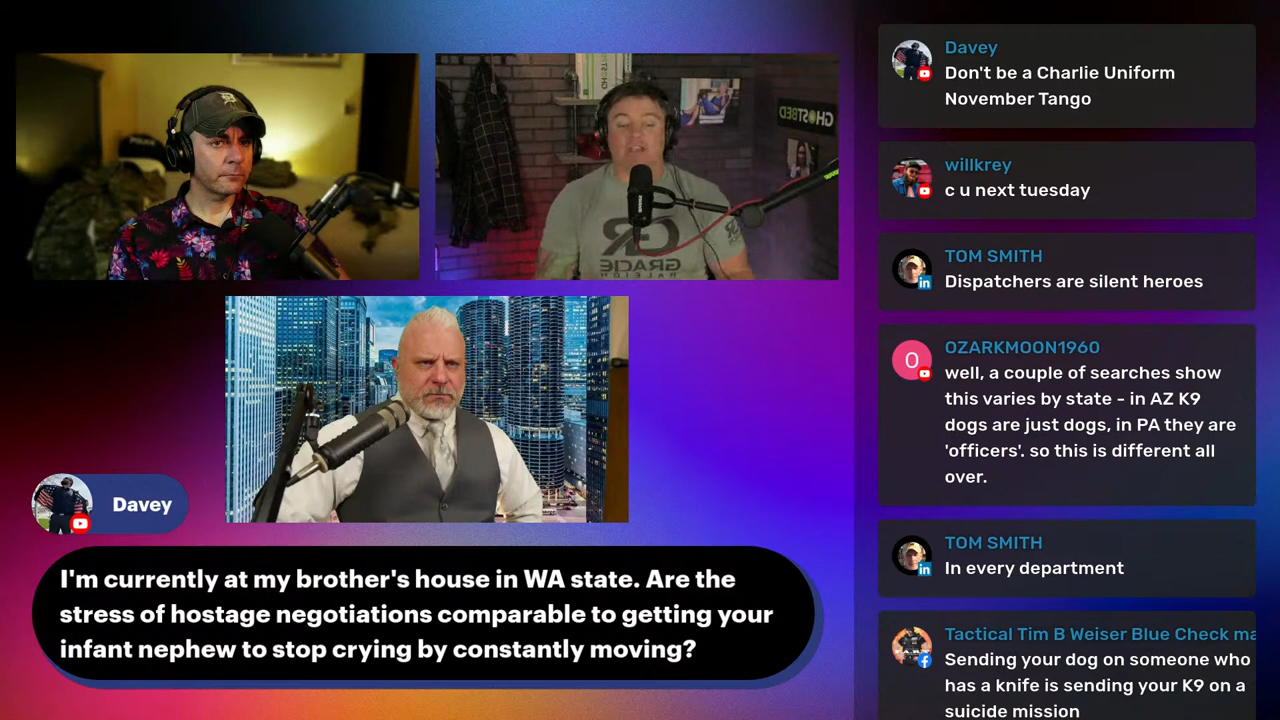 GHOSTBED
GR
GRACIE
RALEIGH
Davey
I'm currently at my brother's house in WA state. Are the
stress of hostage negotiations comparable to getting your
infant nephew to stop crying by constantly moving?
Davey
Don't be a Charlie Uniform
November Tango
willkrey
c u next tuesday
TOM SMITH
Dispatchers are silent heroes
O
OZARKMOON1960
well, a couple of searches show
this varies by state - in AZ K9
dogs are just dogs, in PA they are
'officers'. so this is different all
over.
TOM SMITH
In every department
Tactical Tim B Weiser Blue Check ma
Sending your dog on someone who
has a knife is sending your K9 on a
suicide mission